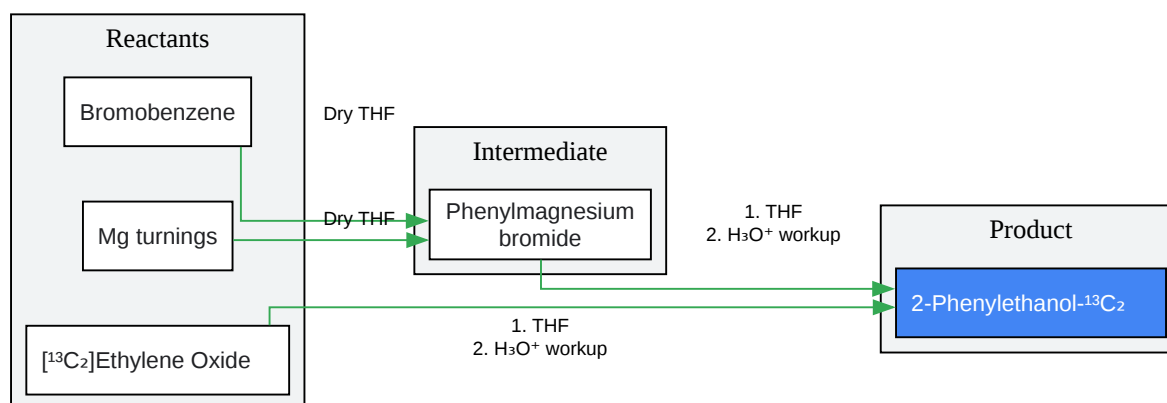 Reactants
Bromobenzene
Dry THF
Intermediate
Mg turnings
Dry THF
Phenylmagnesium
bromide
1. THF
2. H₃O⁺ workup
Product
2-Phenylethanol-¹³C₂
[¹³C₂]Ethylene Oxide
1. THF
2. H₃O⁺ workup